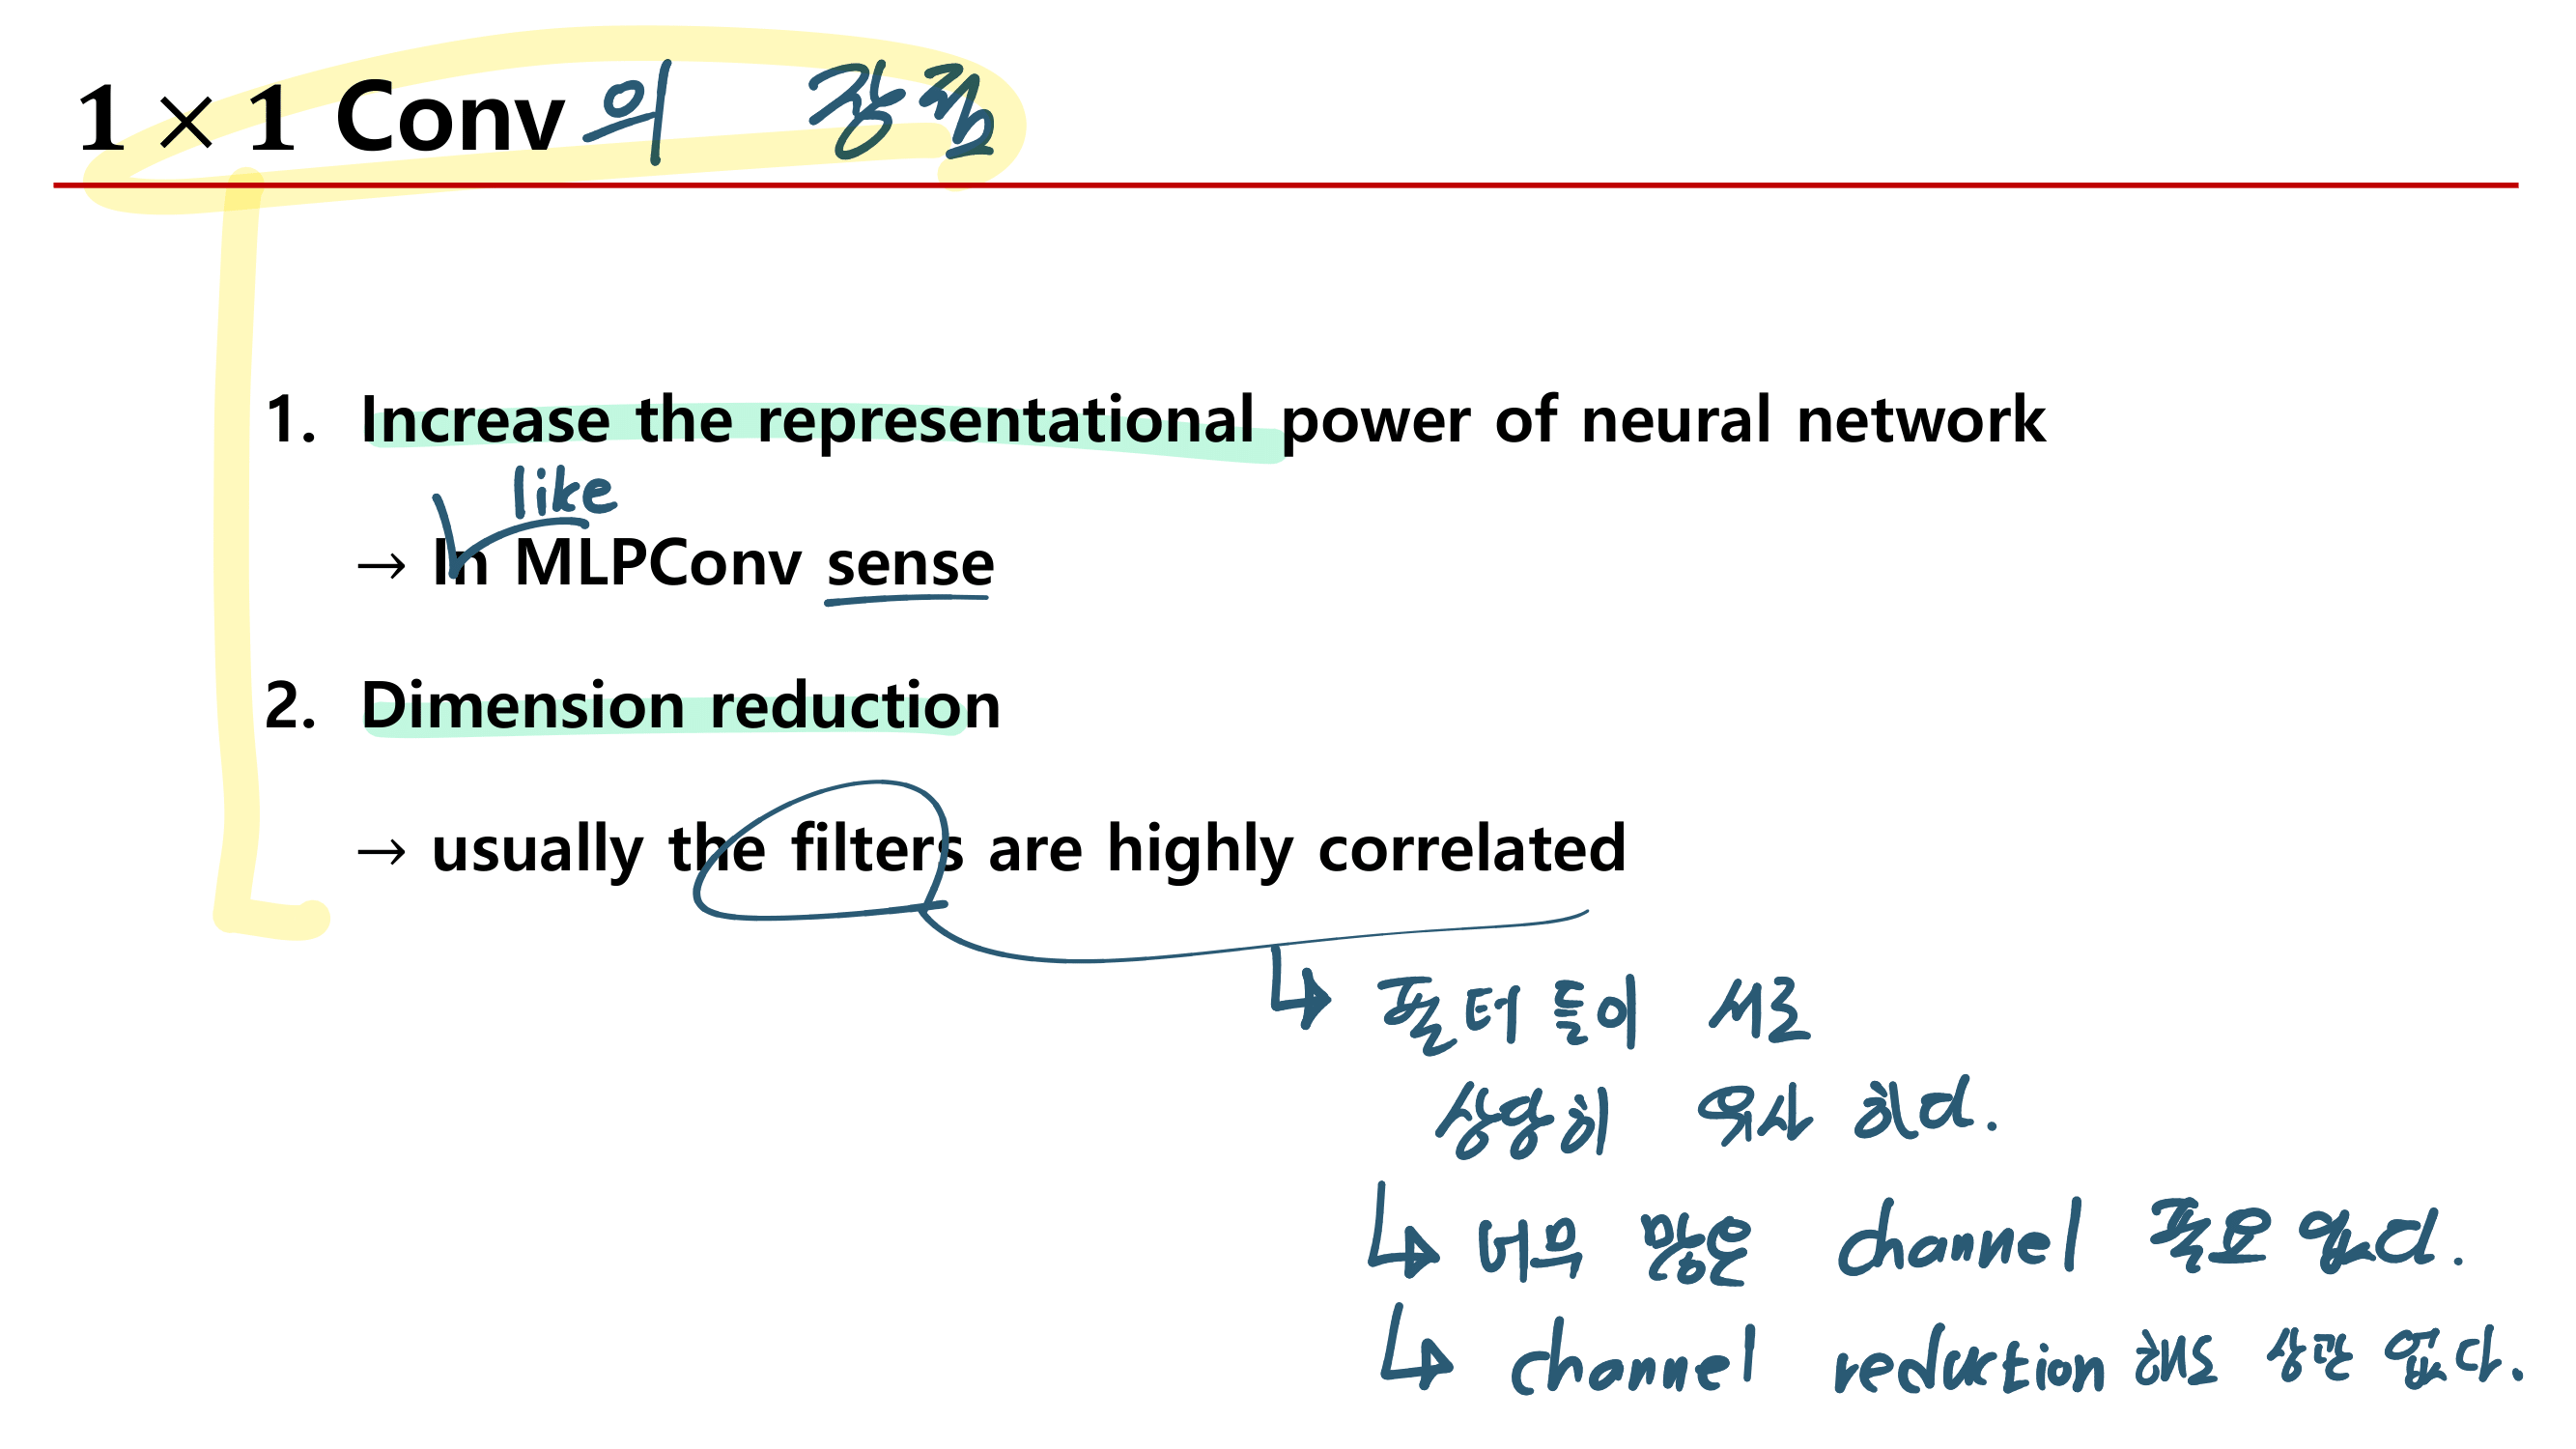 1 × 1 Conv 의 장점
1. Increase the representational power of neural network
like
→ In MLPConv sense
2. Dimension reduction
→ usually the filters are highly correlated
↳ 필터 들이 서로
상당히 유사 하다.
↳ 너무 많은 channel 필요 없다.
↳ channel reduction 해도 상관 없다.